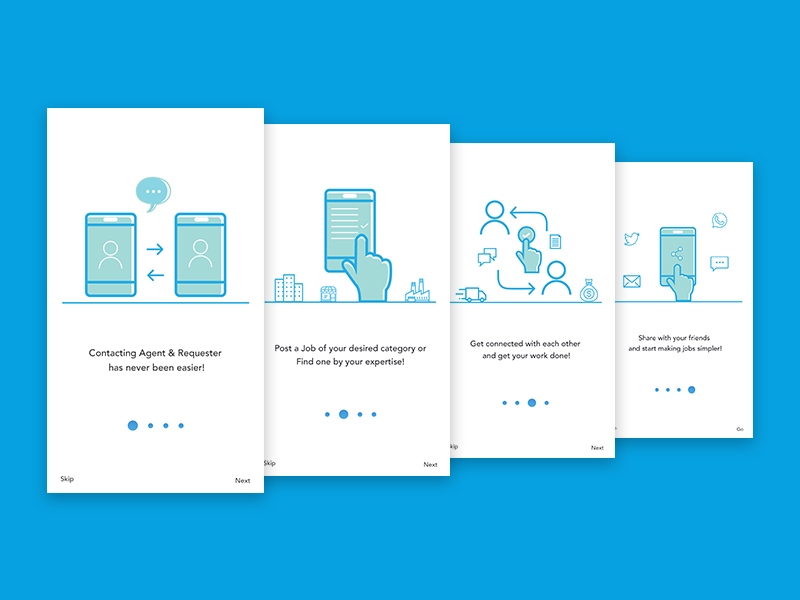 Contacting Agent & Requester
has never been easier!
Skip
Next
Post a Job of your desired category or
Find one by your expertise!
Skip
Next
Get connected with each other
and get your work done!
Skip
Next
$
Share with your friends
and start making jobs simpler!
Go